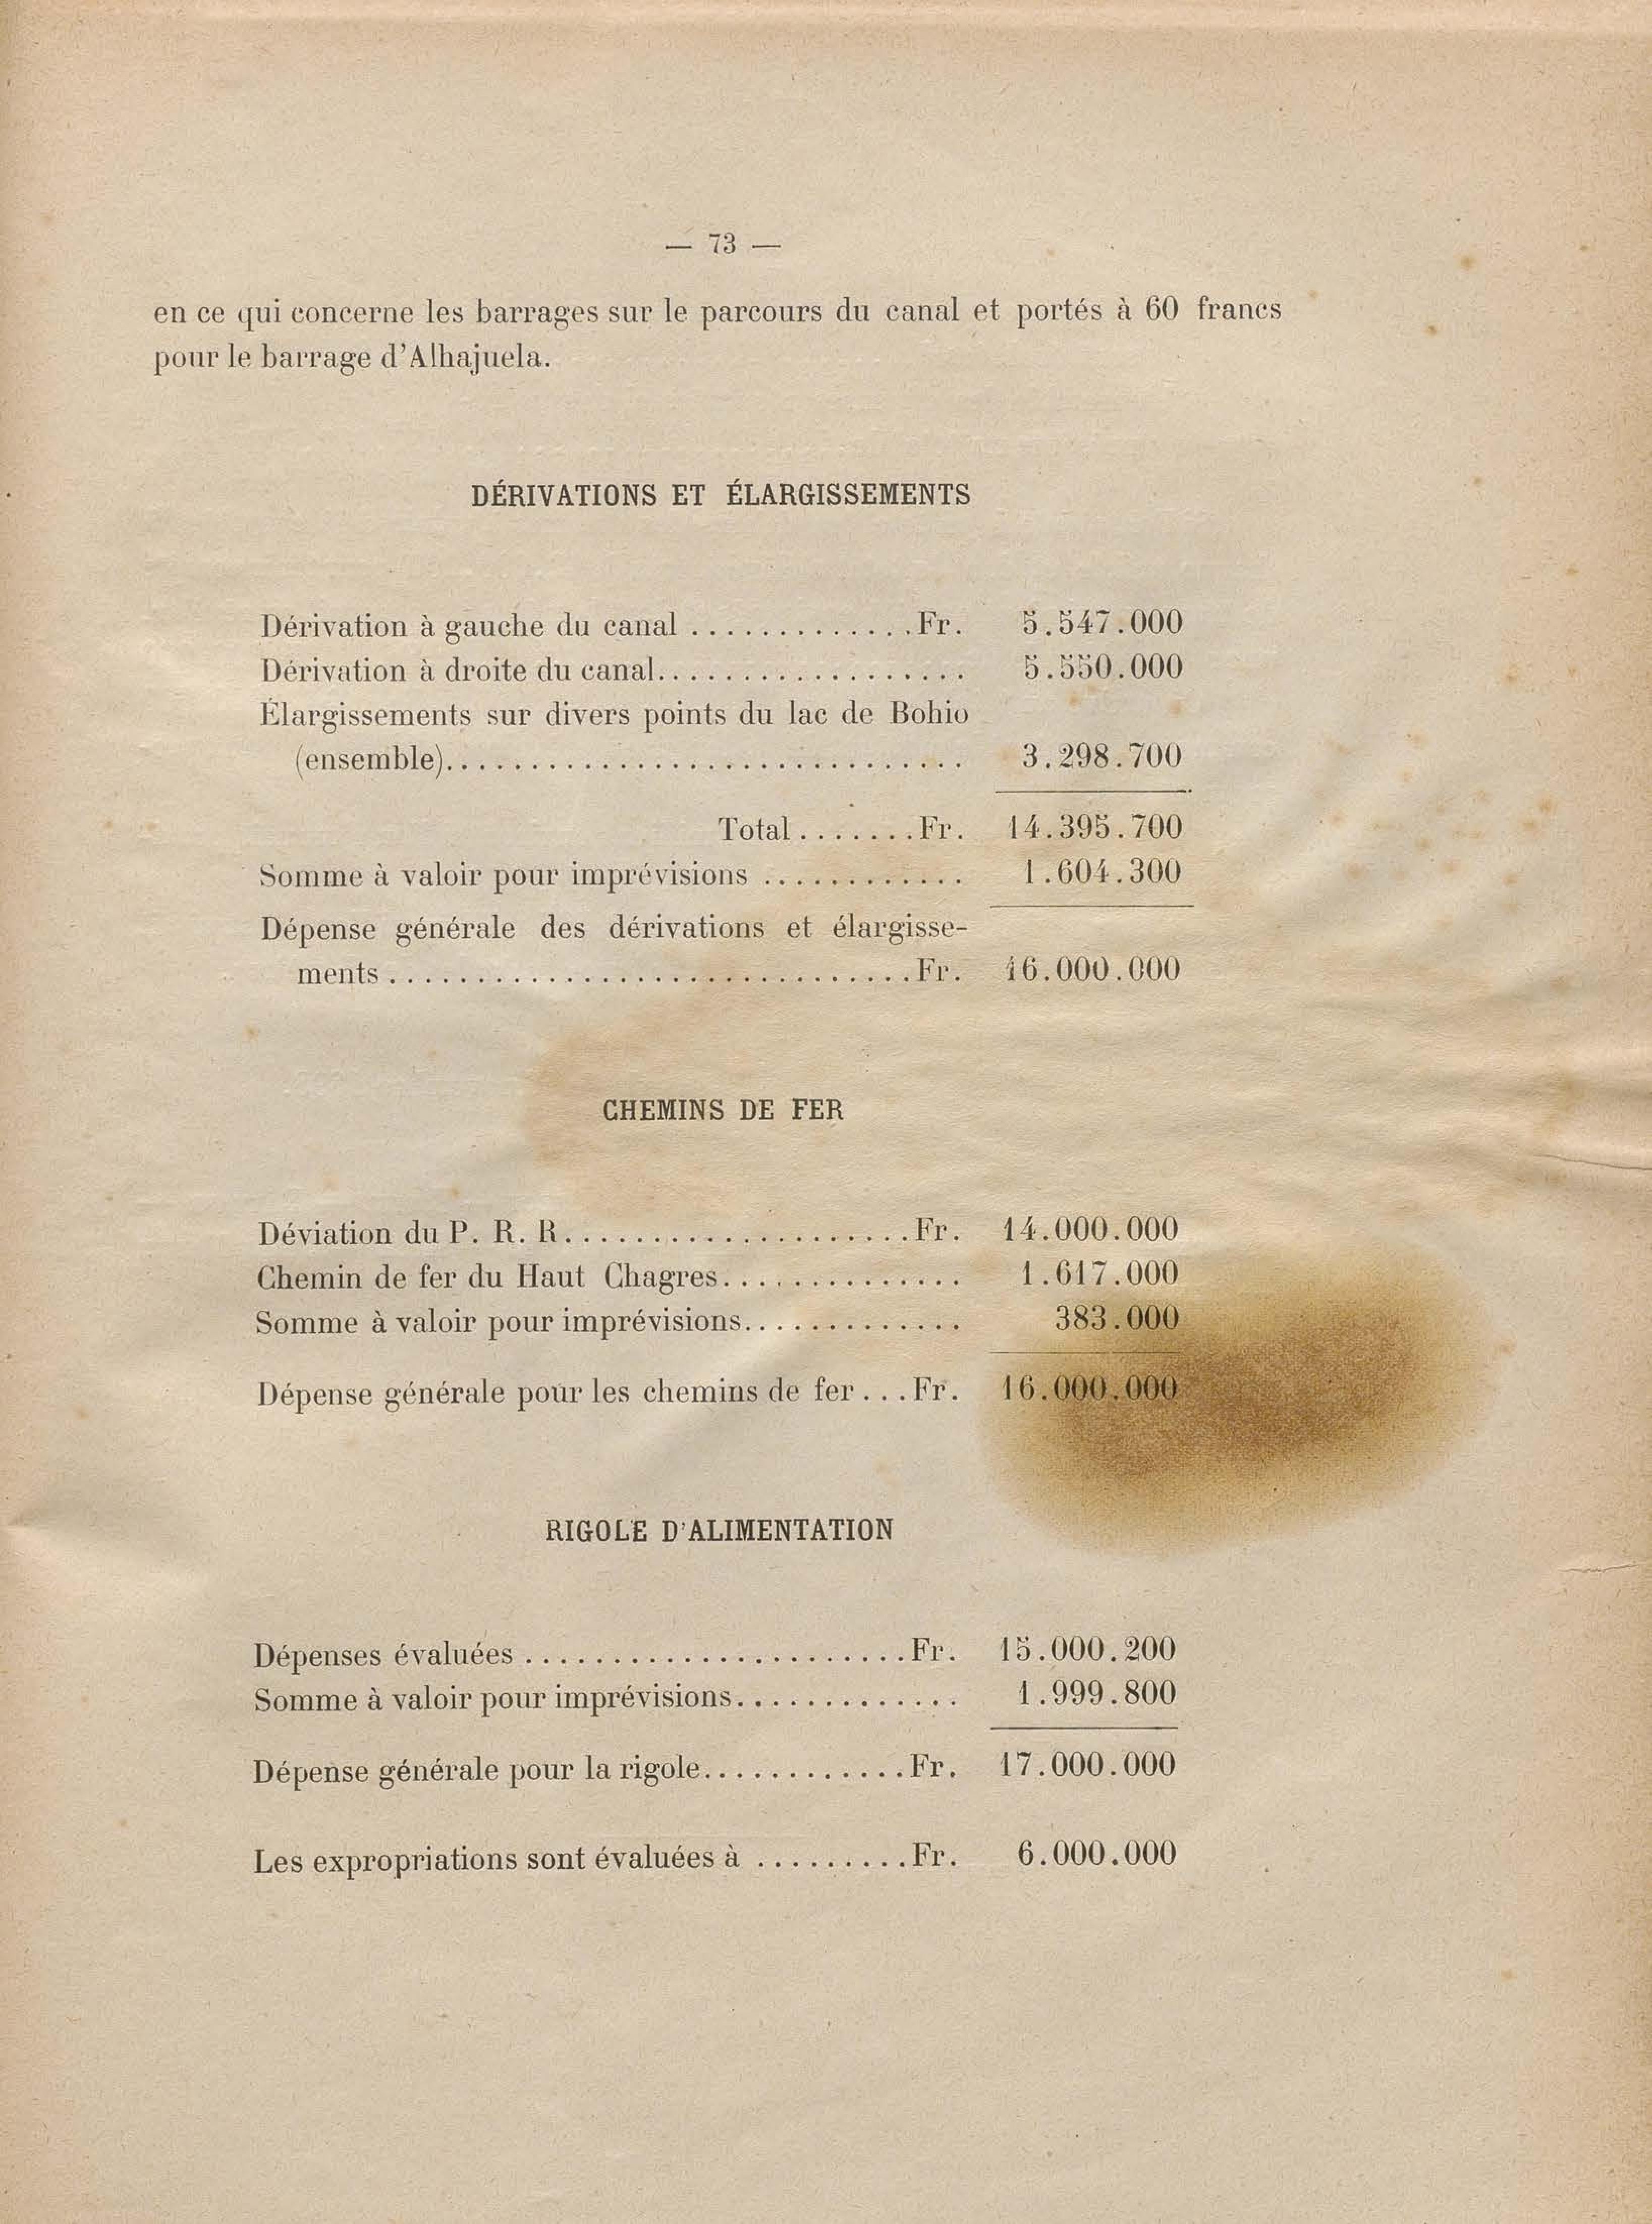 — 73 —
en ce qui concerne les barrages sur le parcours du canal et portés à 60 francs
pour le barrage d'Alhajuela.
DÉRIVATIONS ET ÉLARGISSEMENTS
Dérivation à gauche du canal .............. Fr. 5.547.000
Dérivation à droite du canal.................. 5.550.000
Élargissements sur divers points du lac de Bohio
(ensemble).............................. 3.298.700
Total ....... Fr. 14.395.700
Somme à valoir pour imprévisions ............ 1.604.300
Dépense générale des dérivations et élargisse-
ments .............................. Fr. 16.000.000
CHEMINS DE FER
Déviation du P. R. R..................... Fr. 14.000.000
Chemin de fer du Haut Chagres.............. 1.617.000
Somme à valoir pour imprévisions............. 383.000
Dépense générale pour les chemins de fer ... Fr. 16.000.000
RIGOLE D'ALIMENTATION
Dépenses évaluées ...................... Fr. 15.000.200
Somme à valoir pour imprévisions............. 1.999.800
Dépense générale pour la rigole............ Fr. 17.000.000
Les expropriations sont évaluées à ......... Fr. 6.000.000